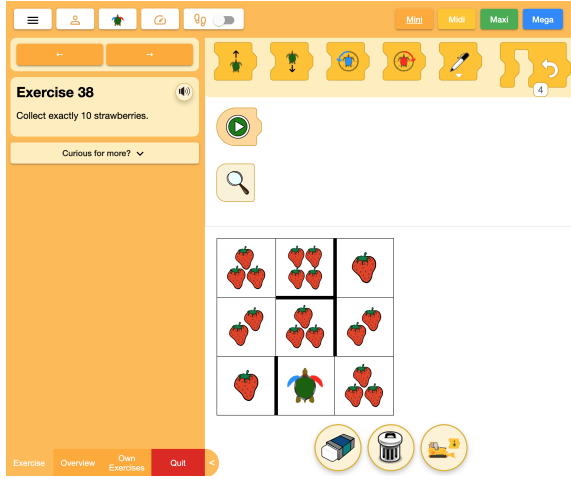 Mini
Midi
Maxi
Mega
←
→
4
Exercise 38
Collect exactly 10 strawberries.
Curious for more?
Exercise
Overview
Own
Exercises
Quit
<